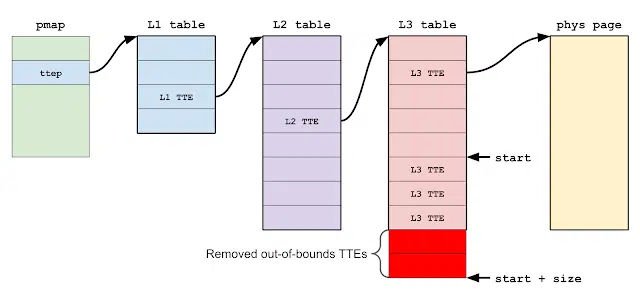 pmap
L1 table
L2 table
L3 table
phys page
ttep
L3 TTE
L1 TTE
L2 TTE
start
L3 TTE
L3 TTE
L3 TTE
Removed out-of-bounds TTEs
start + size